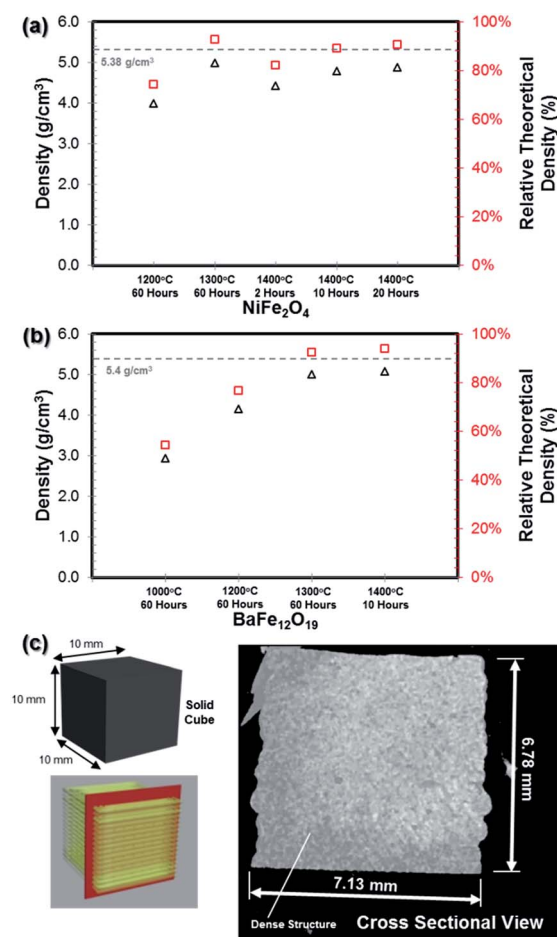 (a)
Density (g/cm³)
6.0
5.0
4.0
3.0
2.0
1.0
0.0
5.38 g/cm³
100%
80%
60%
40%
20%
0%
Relative Theoretical
Density (%)
1200°C
60 Hours
1300°C
60 Hours
1400°C
2 Hours
1400°C
10 Hours
1400°C
20 Hours
NiFe₂O₄
(b)
Density (g/cm³)
6.0
5.0
4.0
3.0
2.0
1.0
0.0
5.4 g/cm³
100%
80%
60%
40%
20%
0%
Relative Theoretical
Density (%)
1000°C
60 Hours
1200°C
60 Hours
1300°C
60 Hours
1400°C
10 Hours
BaFe₁₂O₁₉
(c)
10 mm
10 mm
10 mm
Solid
Cube
6.78 mm
7.13 mm
Dense Structure
Cross Sectional View